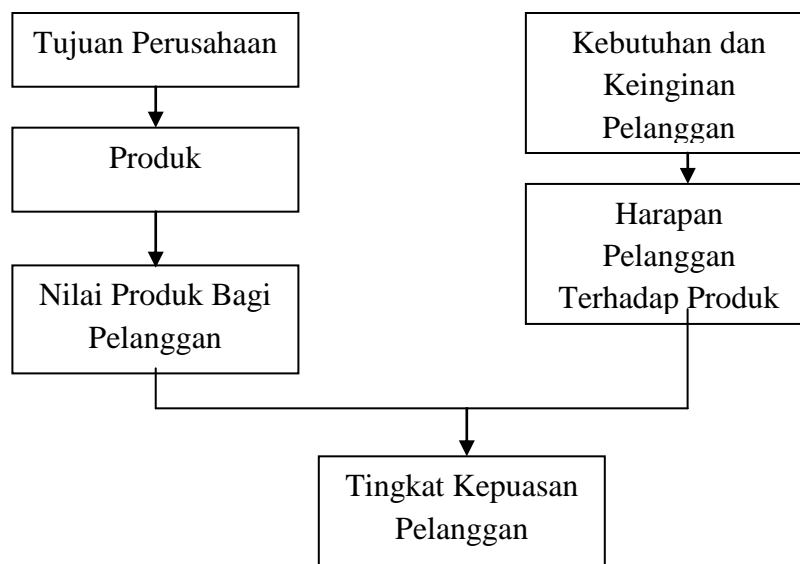 Tujuan Perusahaan
Produk
Nilai Produk Bagi
Pelanggan
Kebutuhan dan
Keinginan
Pelanggan
Harapan
Pelanggan
Terhadap Produk
Tingkat Kepuasan
Pelanggan